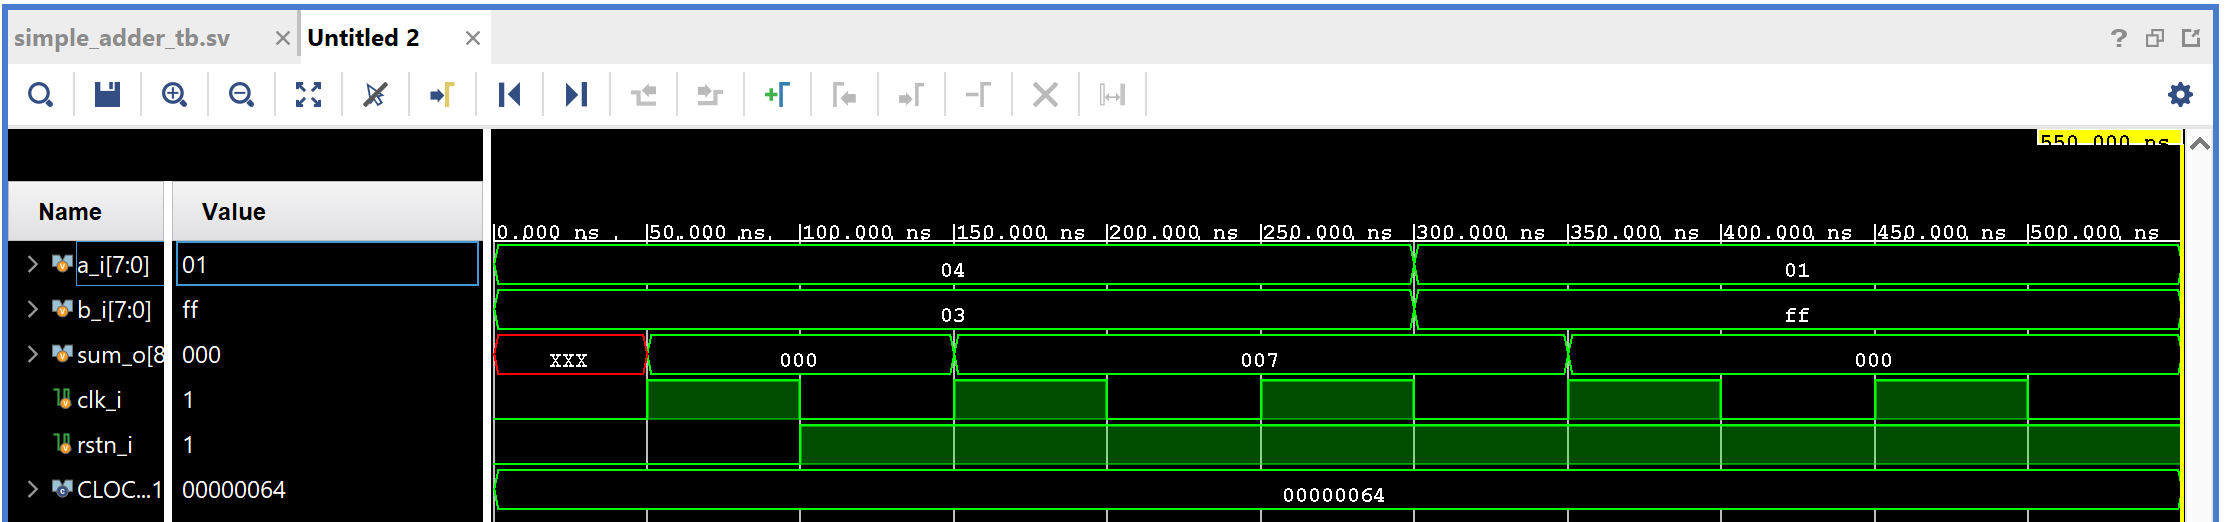 simple_adder_tb.sv Untitled 2
550.000 ns
Name Value
0.000 ns 50.000 ns 100.000 ns 150.000 ns 200.000 ns 250.000 ns 300.000 ns 350.000 ns 400.000 ns 450.000 ns 500.000 ns
a_i[7:0] 01 04 01
b_i[7:0] ff 03 ff
sum_o[8 000 XXX 000 007 000
clk_i 1
rstn_i 1
CLOC...1 00000064 00000064